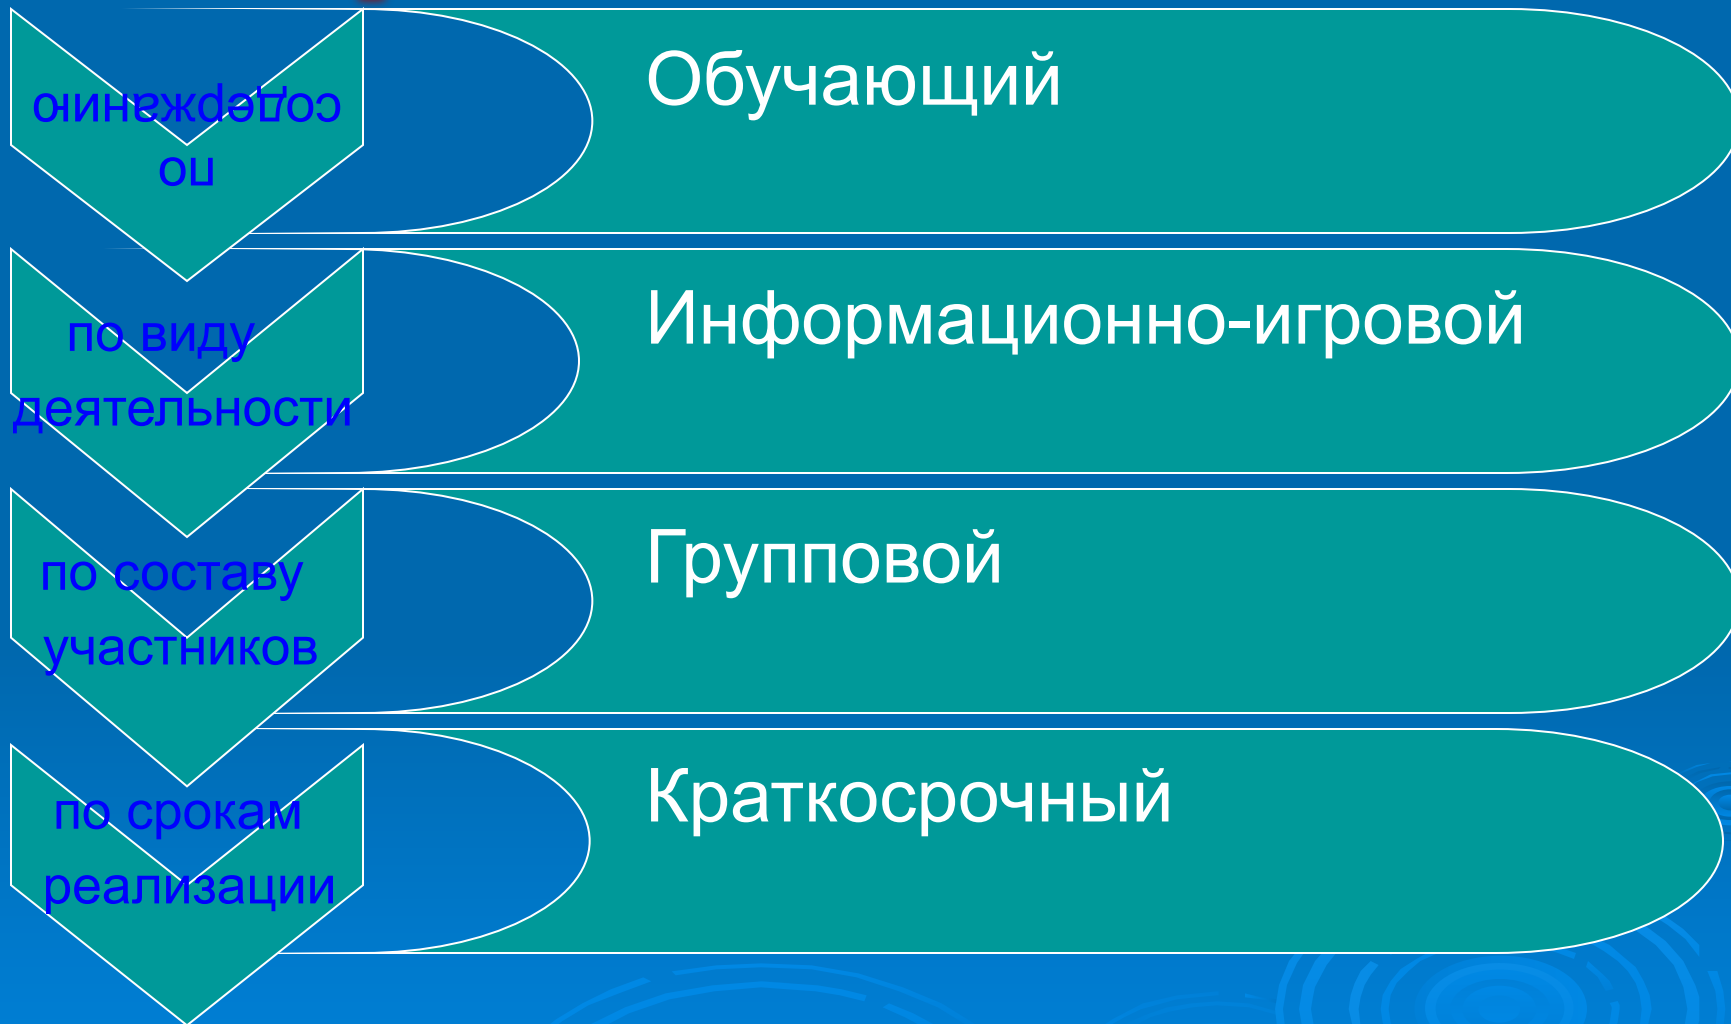 по
содержанию
Обучающий
по виду
деятельности
Информационно-игровой
по составу
участников
Групповой
по срокам
реализации
Краткосрочный